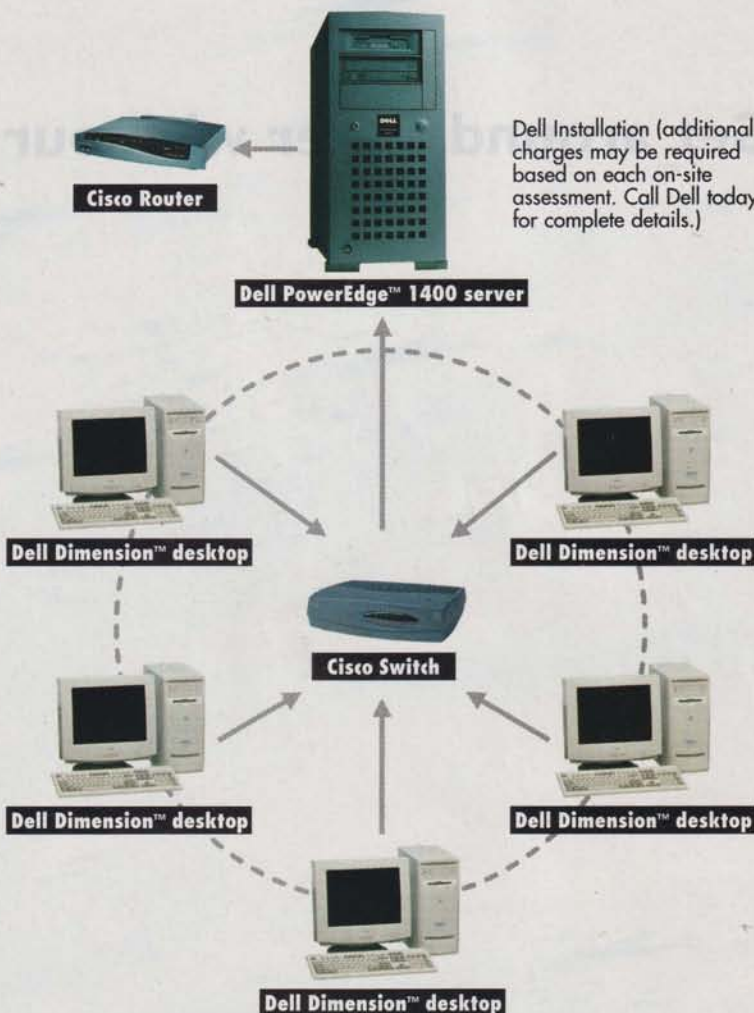 DELL
Cisco Router
Dell Installation (additional
charges may be required
based on each on-site
assessment. Call Dell today
for complete details.)
Dell PowerEdge™ 1400 server
Dell Dimension™ desktop
Dell Dimension™ desktop
Cisco Switch
Dell Dimension™ desktop
Dell Dimension™ desktop
Dell Dimension™ desktop